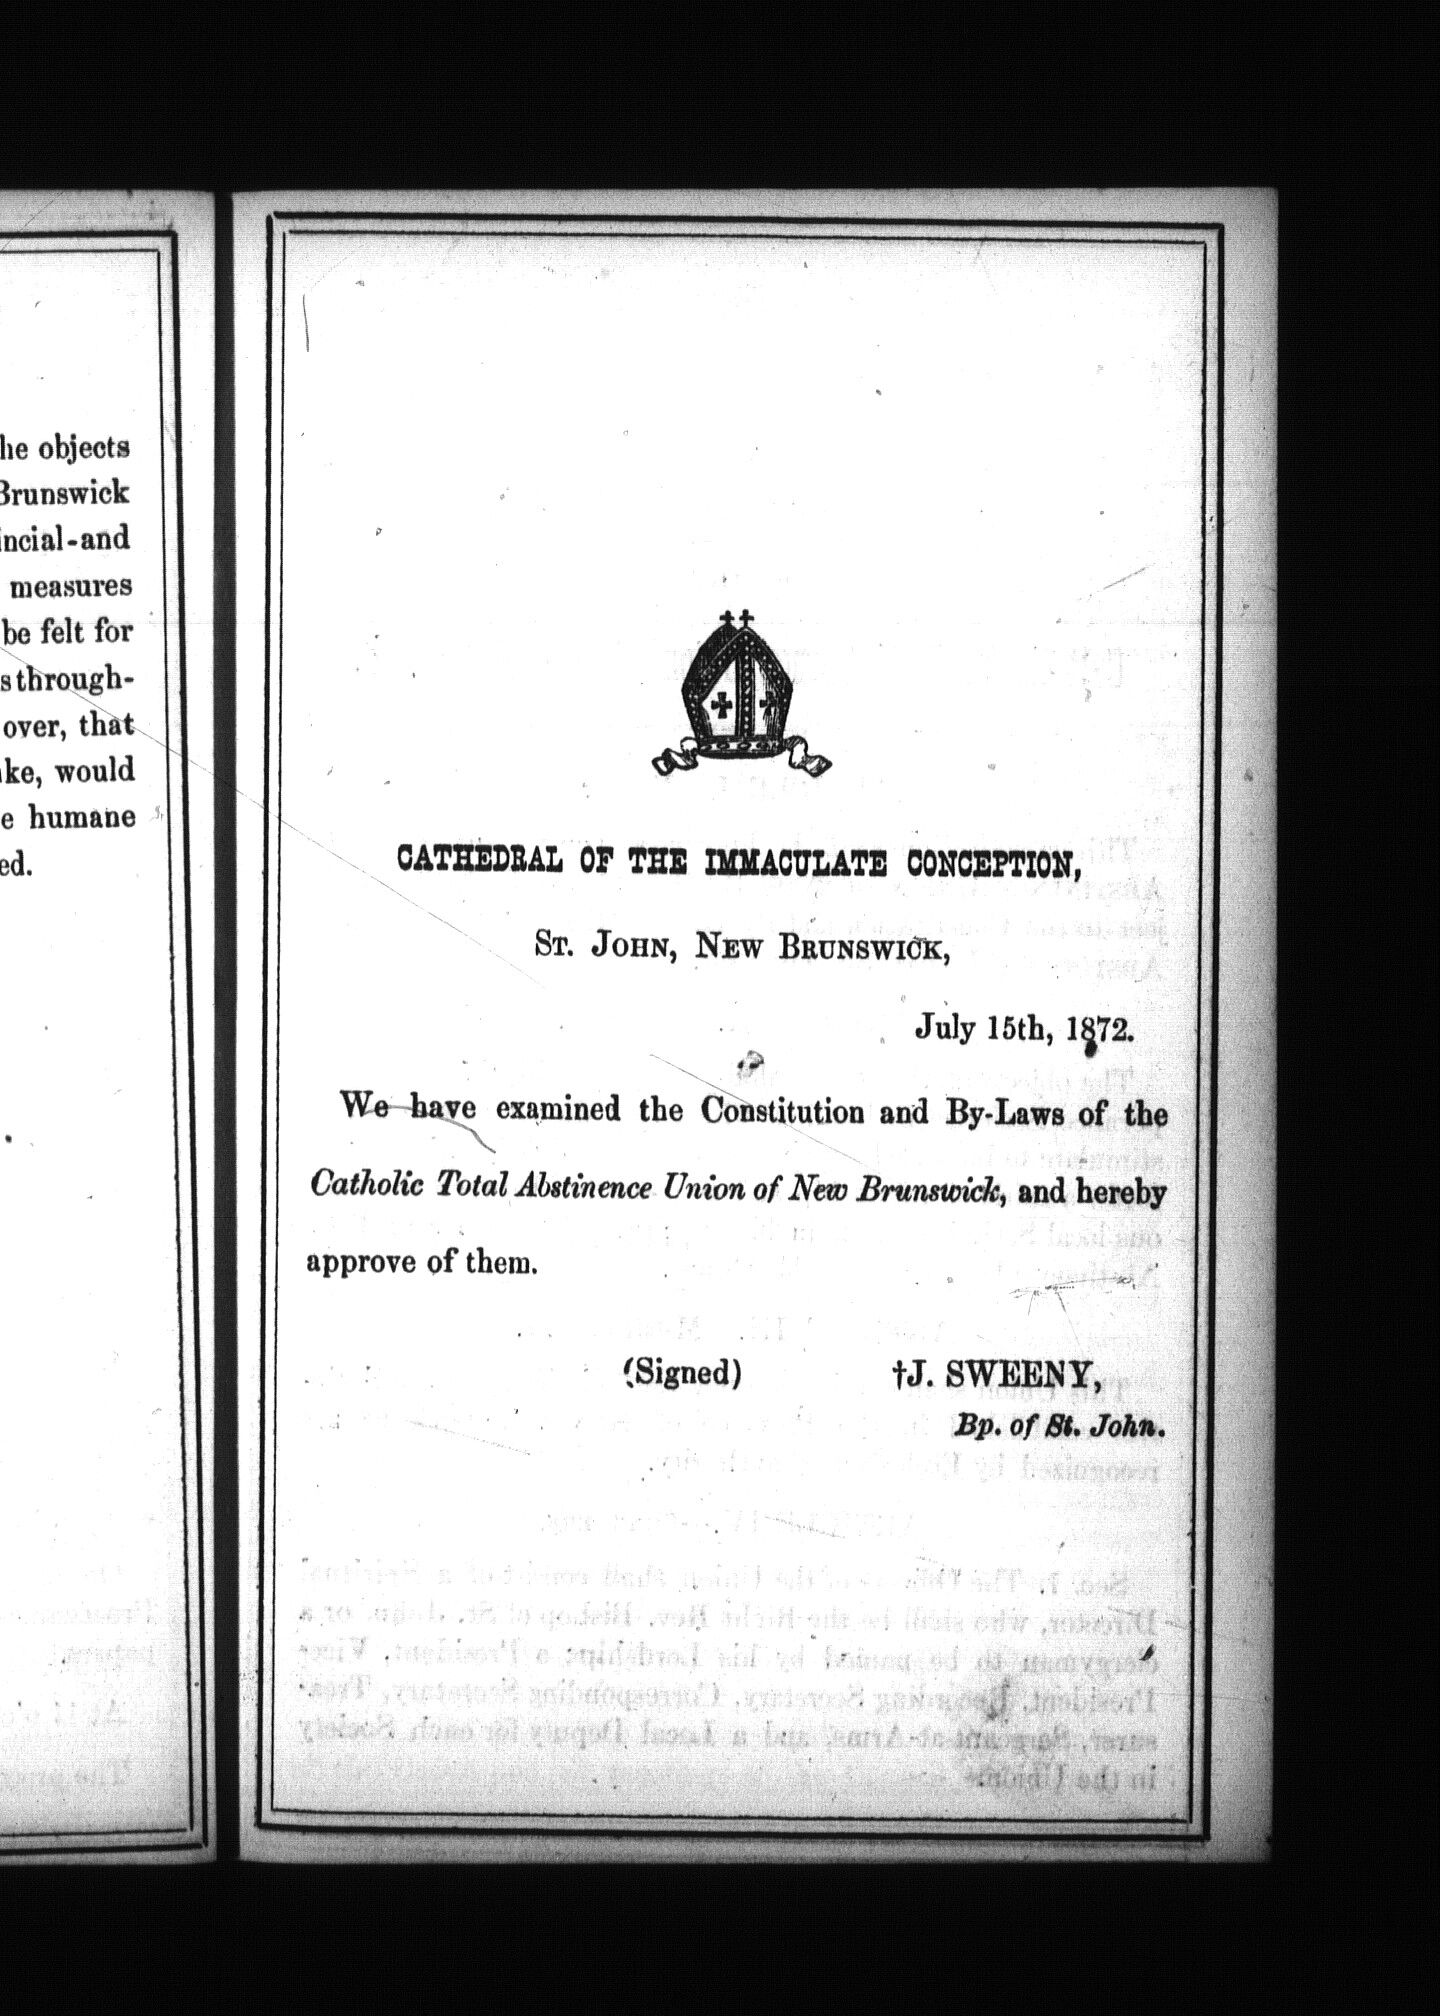 he objects
Brunswick
incial-and
measures
be felt for
s through-
over, that
ke, would
e humane
ed.
CATHEDRAL OF THE IMMACULATE CONCEPTION,
ST. JOHN, NEW BRUNSWICK,
July 15th, 1872.
We have examined the Constitution and By-Laws of the
Catholic Total Abstinence Union of New Brunswick, and hereby
approve of them.
(Signed) †J. SWEENY,
Bp. of St. John.